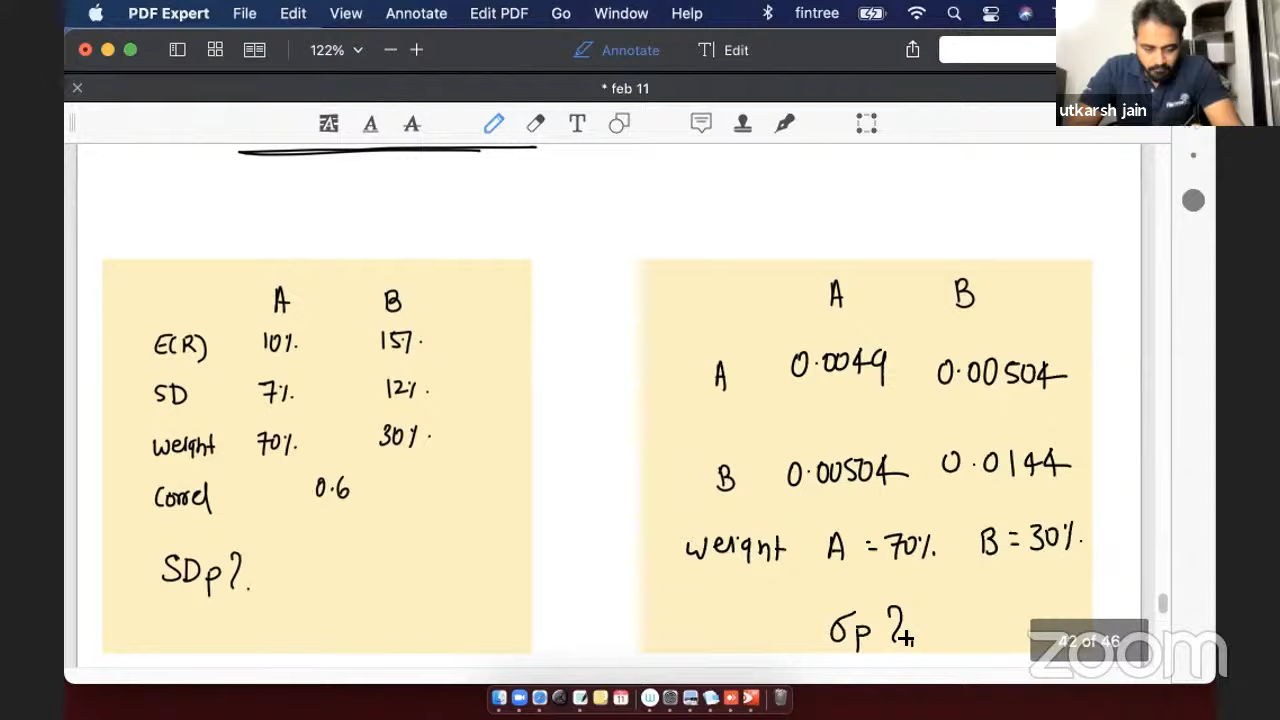 PDF Expert File Edit View Annotate Edit PDF Go Window Help fintree
122% Annotate T| Edit
* feb 11
utkarsh jain
A B
E(R) 10% 15%
SD 7% 12%
Weight 70% 30%
Correl 0.6
SDp?
A B
A 0.0049 0.00504
B 0.00504 0.0144
Weight A = 70% B = 30%
σp ?
42 of 46
zoom